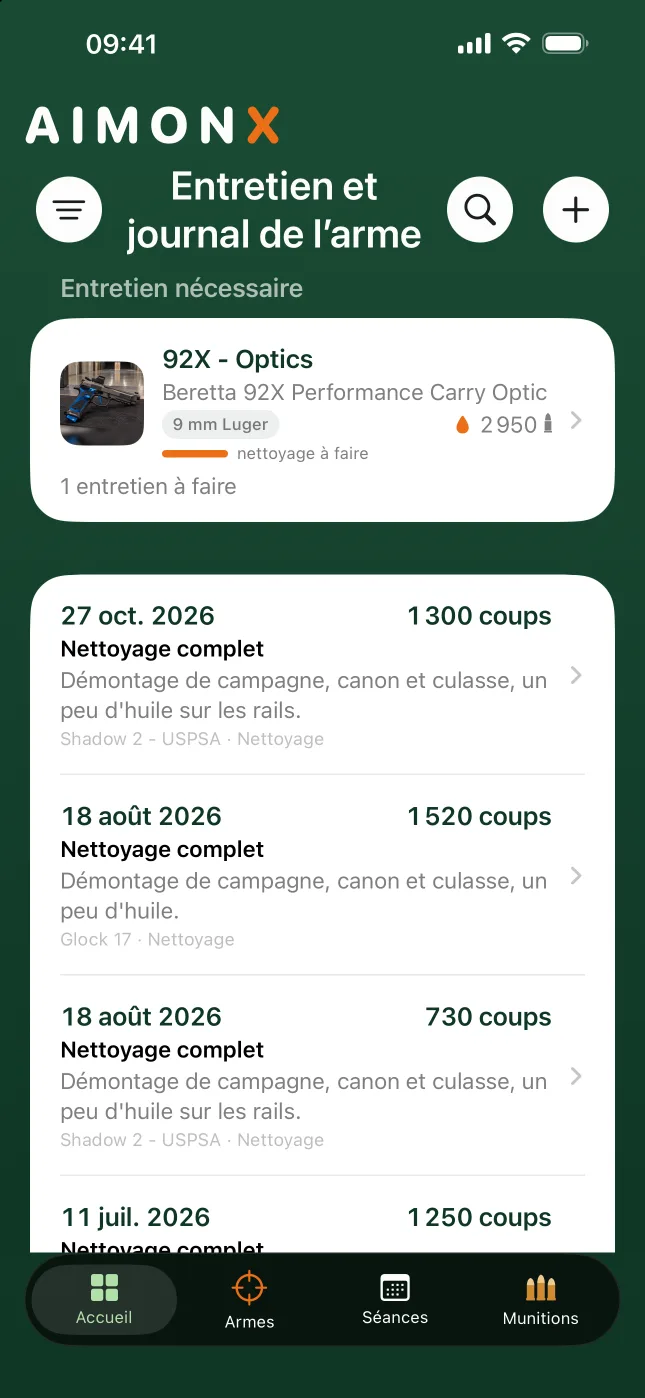 09:41
AIMONX
Entretien et
journal de l’arme
Entretien nécessaire
92X - Optics
Beretta 92X Performance Carry Optic
9 mm Luger
2 950
nettoyage à faire
1 entretien à faire
27 oct. 2026 1 300 coups
Nettoyage complet
Démontage de campagne, canon et culasse, un
peu d'huile sur les rails.
Shadow 2 - USPSA · Nettoyage
18 août 2026 1 520 coups
Nettoyage complet
Démontage de campagne, canon et culasse, un
peu d'huile.
Glock 17 · Nettoyage
18 août 2026 730 coups
Nettoyage complet
Démontage de campagne, canon et culasse, un
peu d'huile sur les rails.
Shadow 2 - USPSA · Nettoyage
11 juil. 2026 1 250 coups
Nettoyage complet
Accueil Armes Séances Munitions